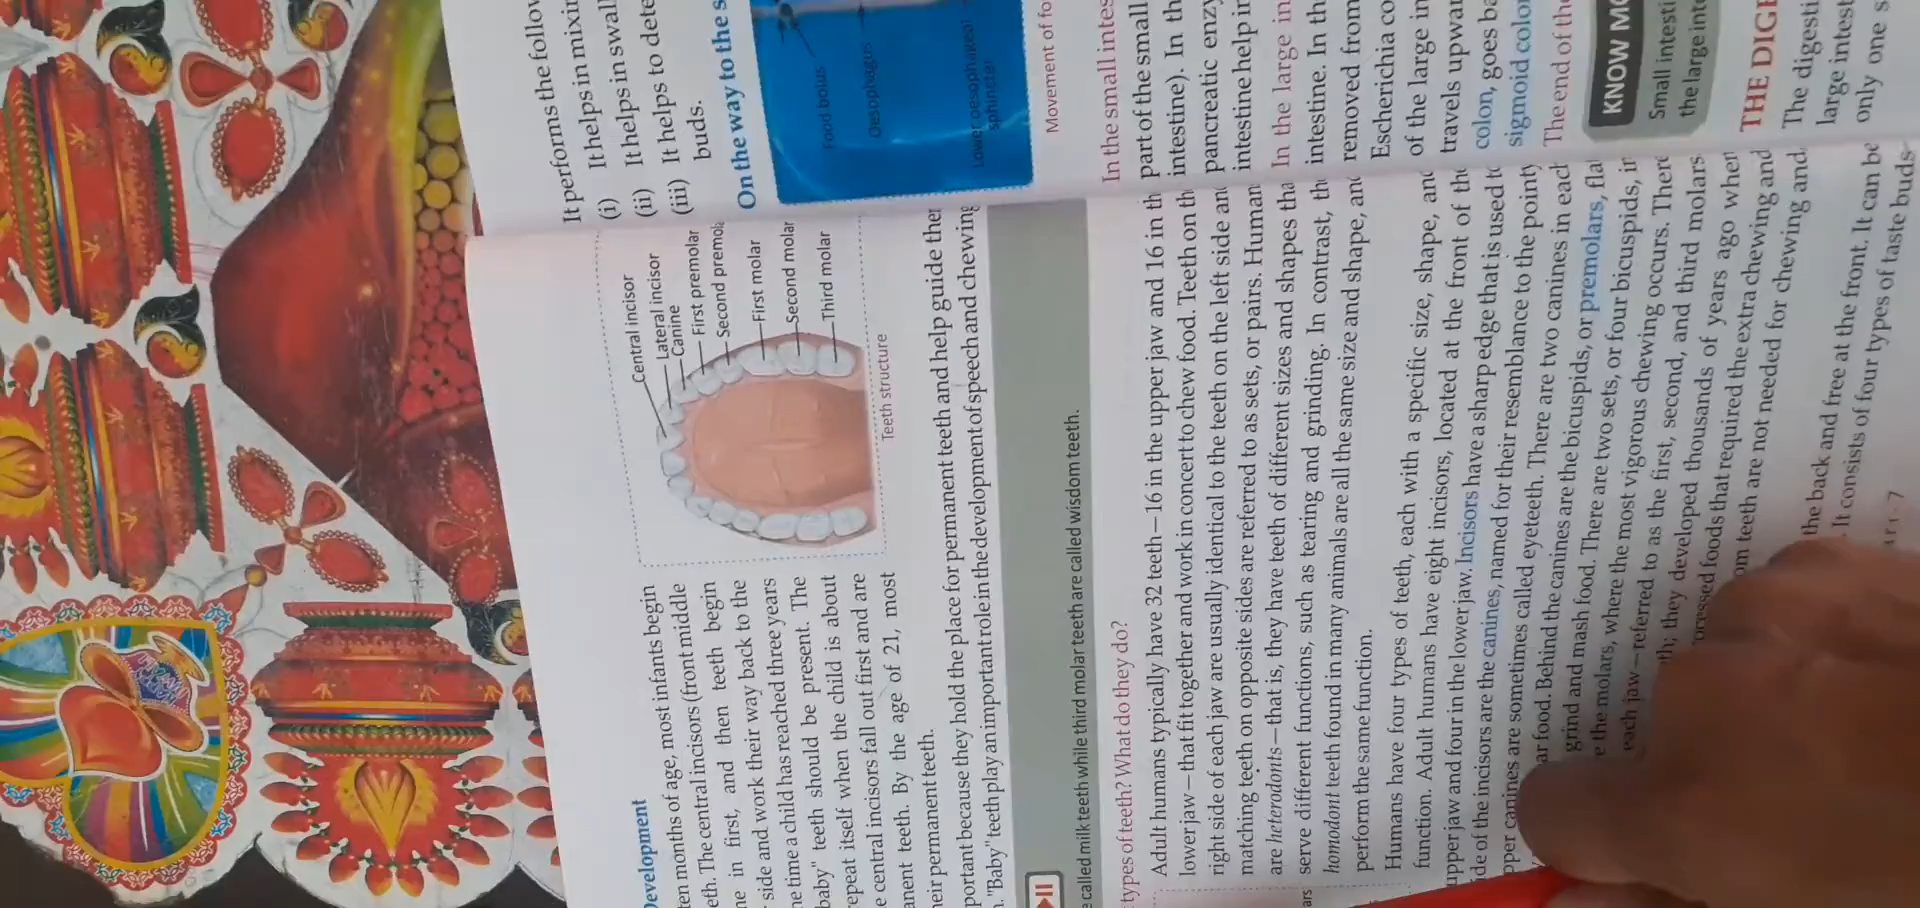 Development
ten months of age, most infants begin
eth. The central incisors (front middle
ne in first, and then teeth begin
side and work their way back to the
he time a child has reached three years
baby" teeth should be present. The
repeat itself when the child is about
e central incisors fall out first and are
anent teeth. By the age of 21, most
heir permanent teeth.
portant because they hold the place for permanent teeth and help guide ther
n. "Baby" teeth play an important role in the development of speech and chewing
Central incisor
Lateral incisor
Canine
First premolar
Second premola
First molar
Second molar
Third molar
Teeth structure
e called milk teeth while third molar teeth are called wisdom teeth.
types of teeth? What do they do?
Adult humans typically have 32 teeth—16 in the upper jaw and 16 in th
lower jaw—that fit together and work in concert to chew food. Teeth on th
right side of each jaw are usually identical to the teeth on the left side and
matching teeth on opposite sides are referred to as sets, or pairs. Human
are heterodonts—that is, they have teeth of different sizes and shapes tha
serve different functions, such as tearing and grinding. In contrast, th
homodont teeth found in many animals are all the same size and shape, and
perform the same function.
Humans have four types of teeth, each with a specific size, shape, and
function. Adult humans have eight incisors, located at the front of th
upper jaw and four in the lower jaw. Incisors have a sharp edge that is used t
de of the incisors are the canines, named for their resemblance to the pointy
pper canines are sometimes called eyeteeth. There are two canines in each
ar food. Behind the canines are the bicuspids, or premolars, fla
grind and mash food. There are two sets, or four bicuspids, in
e the molars, where the most vigorous chewing occurs. There
each jaw—referred to as the first, second, and third molars
th; they developed thousands of years ago when
ocessed foods that required the extra chewing and
om teeth are not needed for chewing and
the back and free at the front. It can be
. It consists of four types of taste buds
7
It performs the follow
(i) It helps in mixin
(ii) It helps in swall
(iii) It helps to dete
buds.
On the way to the s
Food bolus
Oesophagus
Lower oesophageal
sphincter
Movement of fo
In the small intes
part of the small
intestine). In th
pancreatic enzy
intestine help in
In the large in
intestine. In th
removed from
Escherichia co
of the large in
travels upwar
colon, goes ba
sigmoid color
The end of the
KNOW MO
Small intesti
the large inte
THE DIGE
The digesti
large intest
only one s